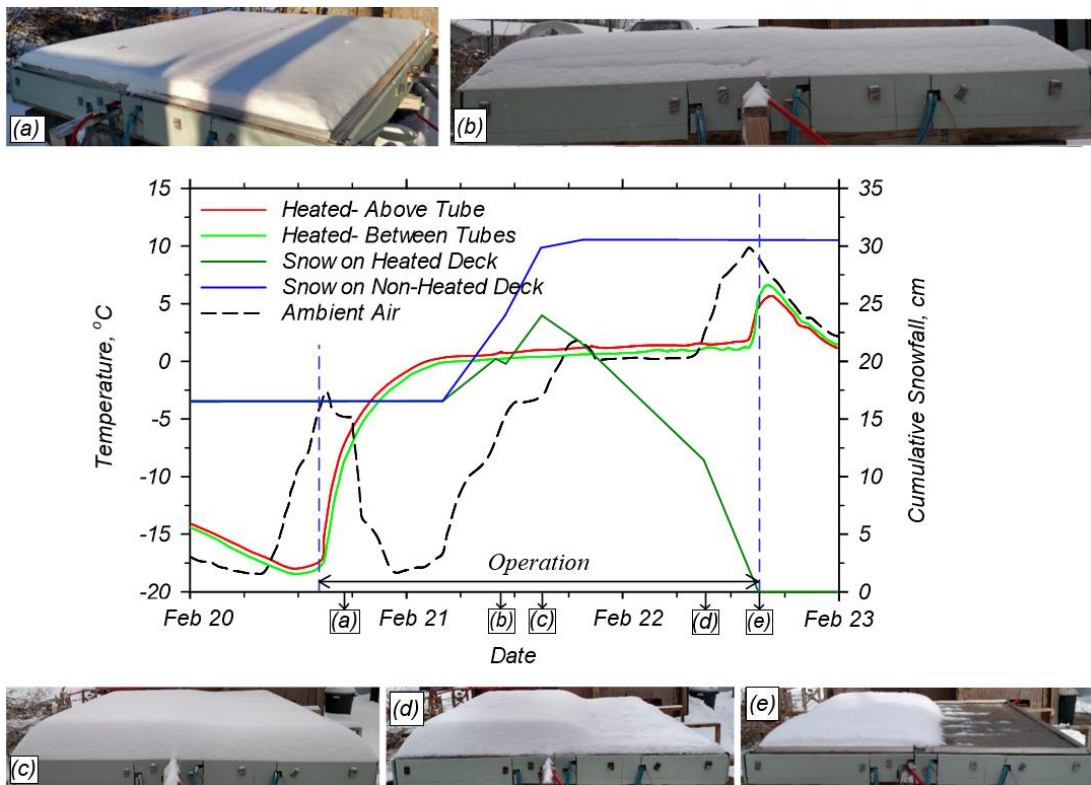 (a)
(b)
15
10
5
0
-5
-10
-15
-20
Temperature, °C
Heated- Above Tube
Heated- Between Tubes
Snow on Heated Deck
Snow on Non-Heated Deck
Ambient Air
35
30
25
20
15
10
5
0
Cumulative Snowfall, cm
Operation
Feb 20
(a)
Feb 21
(b)
(c)
Feb 22
(d)
(e)
Feb 23
Date
(c)
(d)
(e)